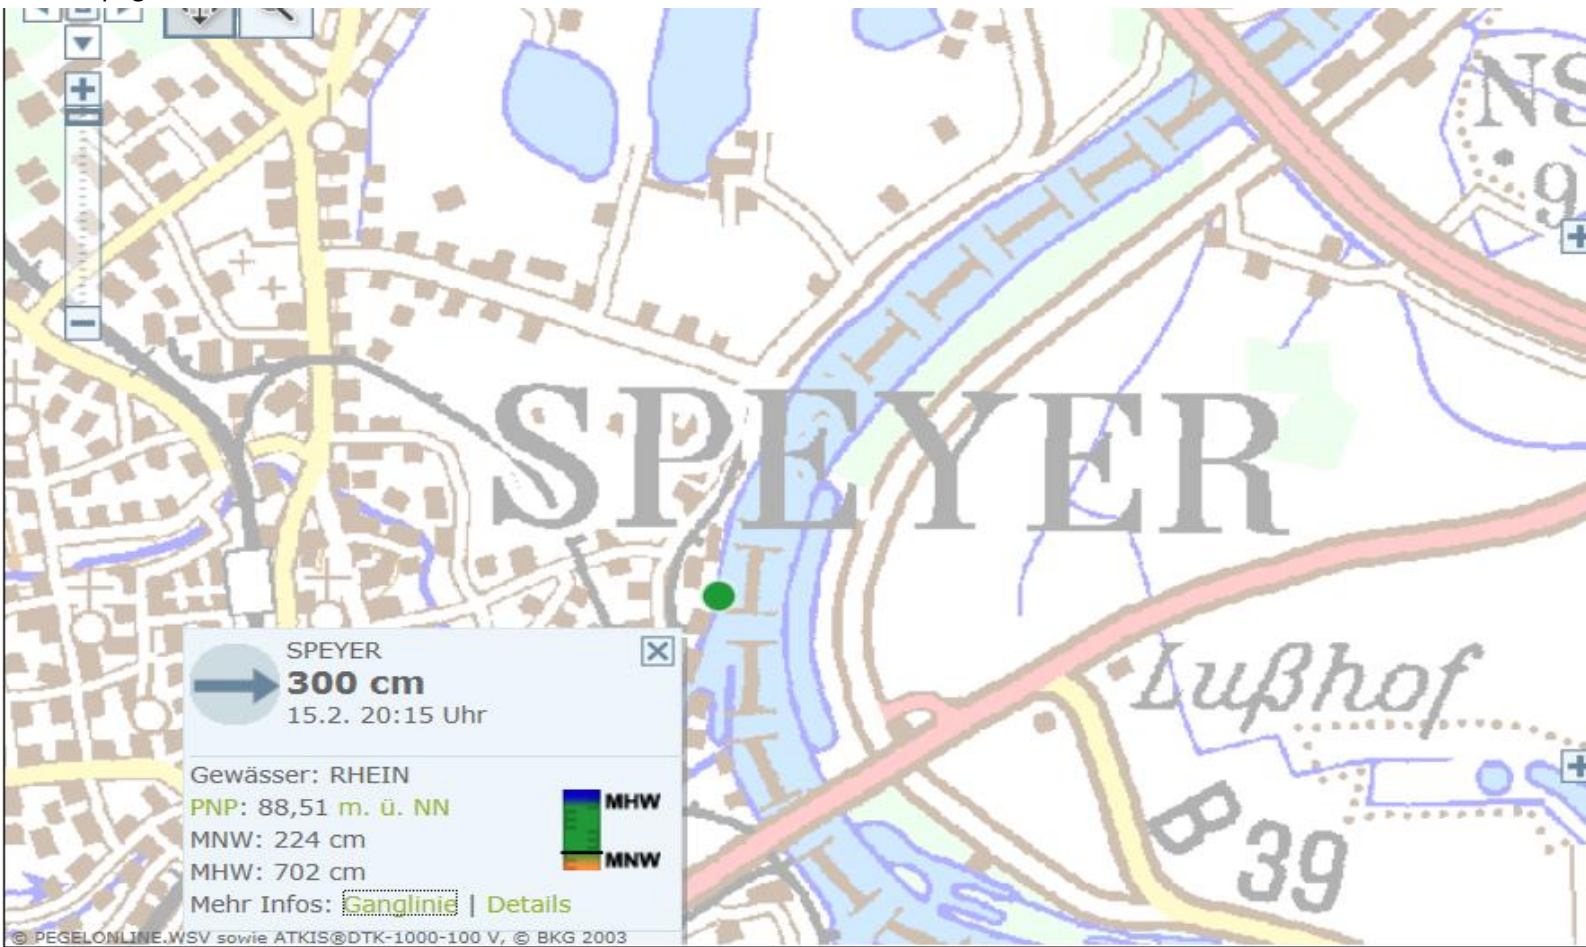 NS
9
SPEYER
Lußhof
B 39
SPEYER
300 cm
15.2. 20:15 Uhr
Gewässer: RHEIN
PNP: 88,51 m. ü. NN
MNW: 224 cm
MHW: 702 cm
MHW
MNW
Mehr Infos: Ganglinie | Details
© PEGELONLINE.WSV sowie ATKIS®DTK-1000-100 V, © BKG 2003